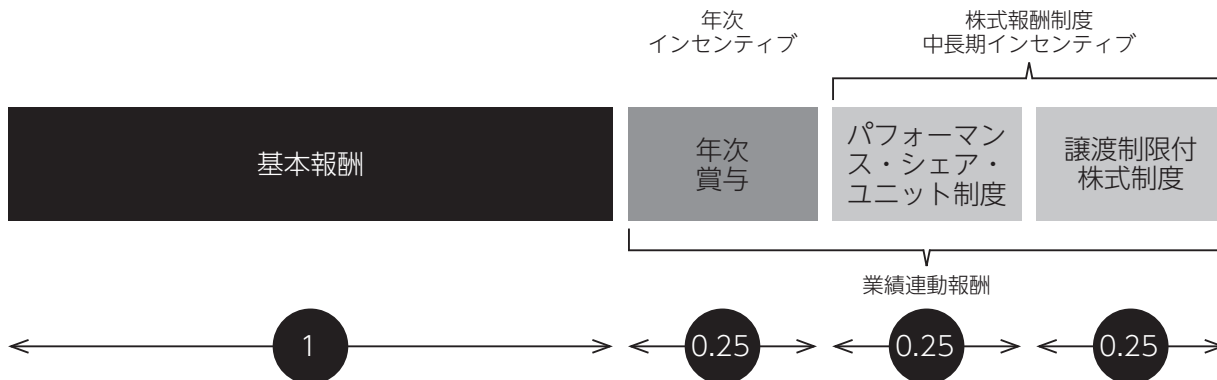 年次
インセンティブ
株式報酬制度
中長期インセンティブ
基本報酬
年次
賞与
パフォーマン
ス・シェア・
ユニット制度
譲渡制限付
株式制度
業績連動報酬
1
0.25
0.25
0.25